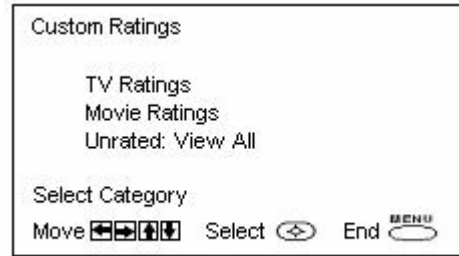 Custom Ratings
TV Ratings
Movie Ratings
Unrated: View All
Select Category
Move Select End MENU